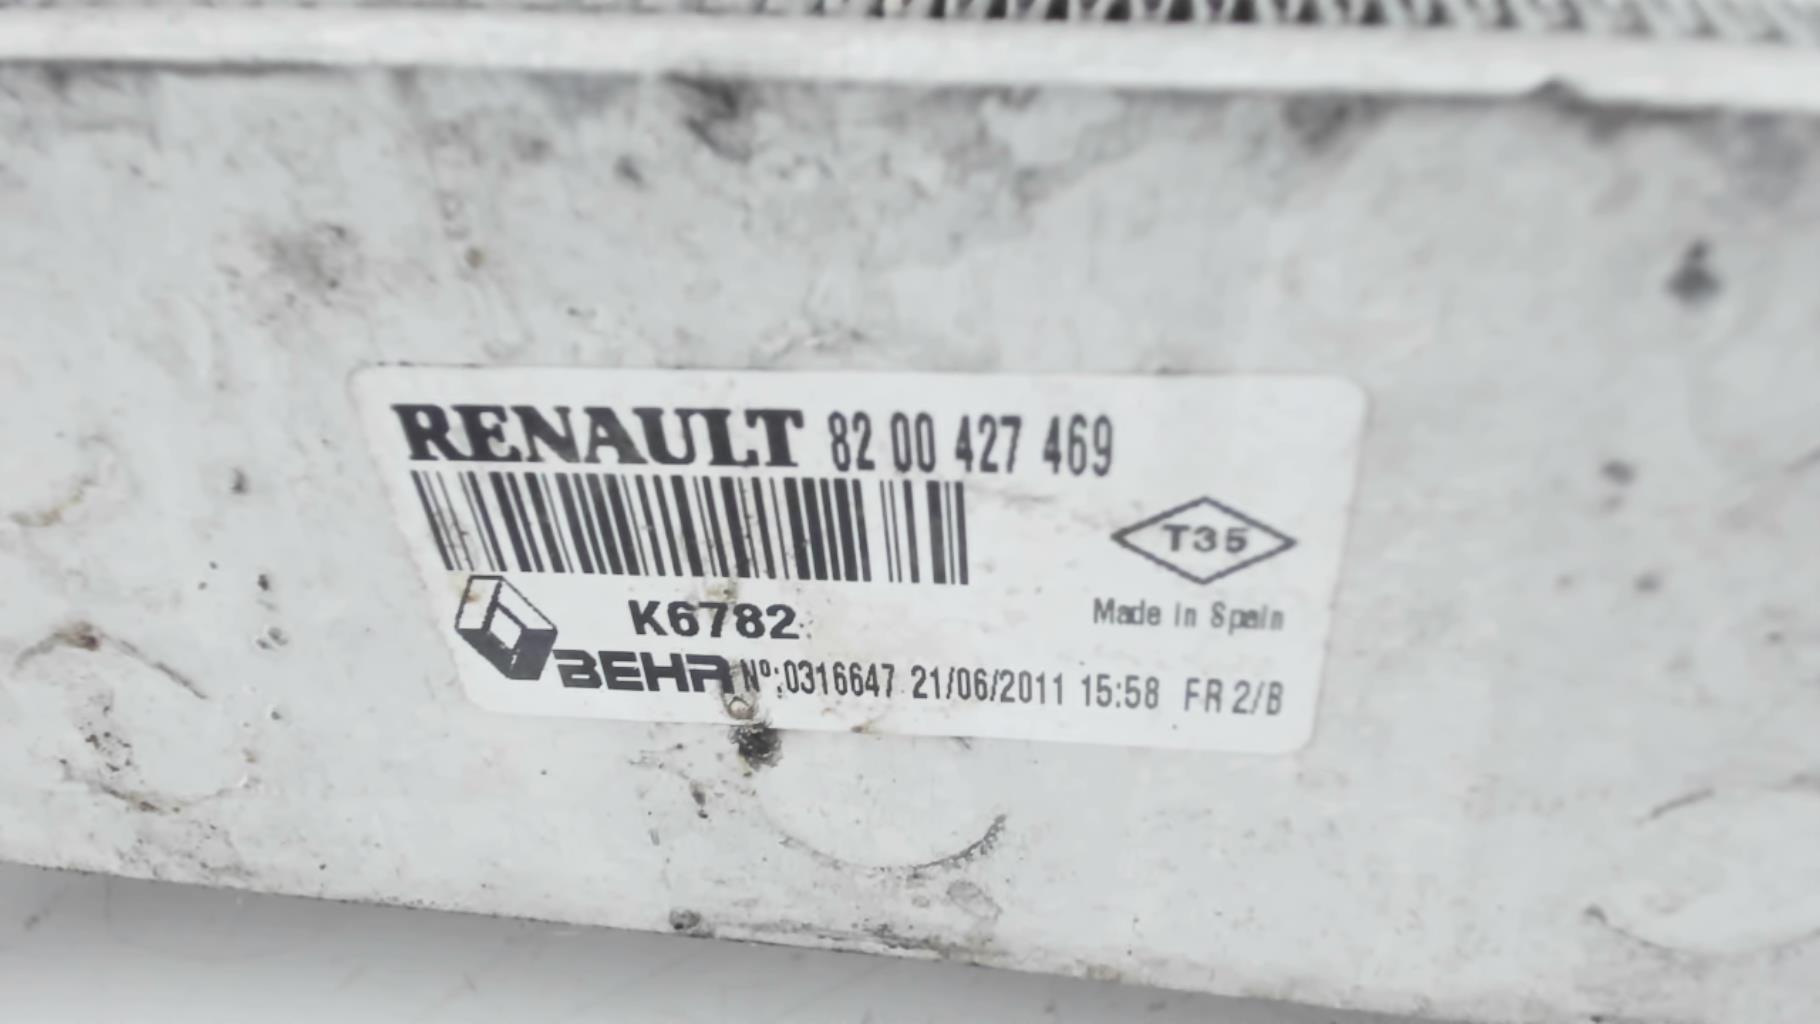 RENAULT 82 00 427 469
T35
K6782
Made in Spain
BEHR Nº:0316647 21/06/2011 15:58 FR 2/B